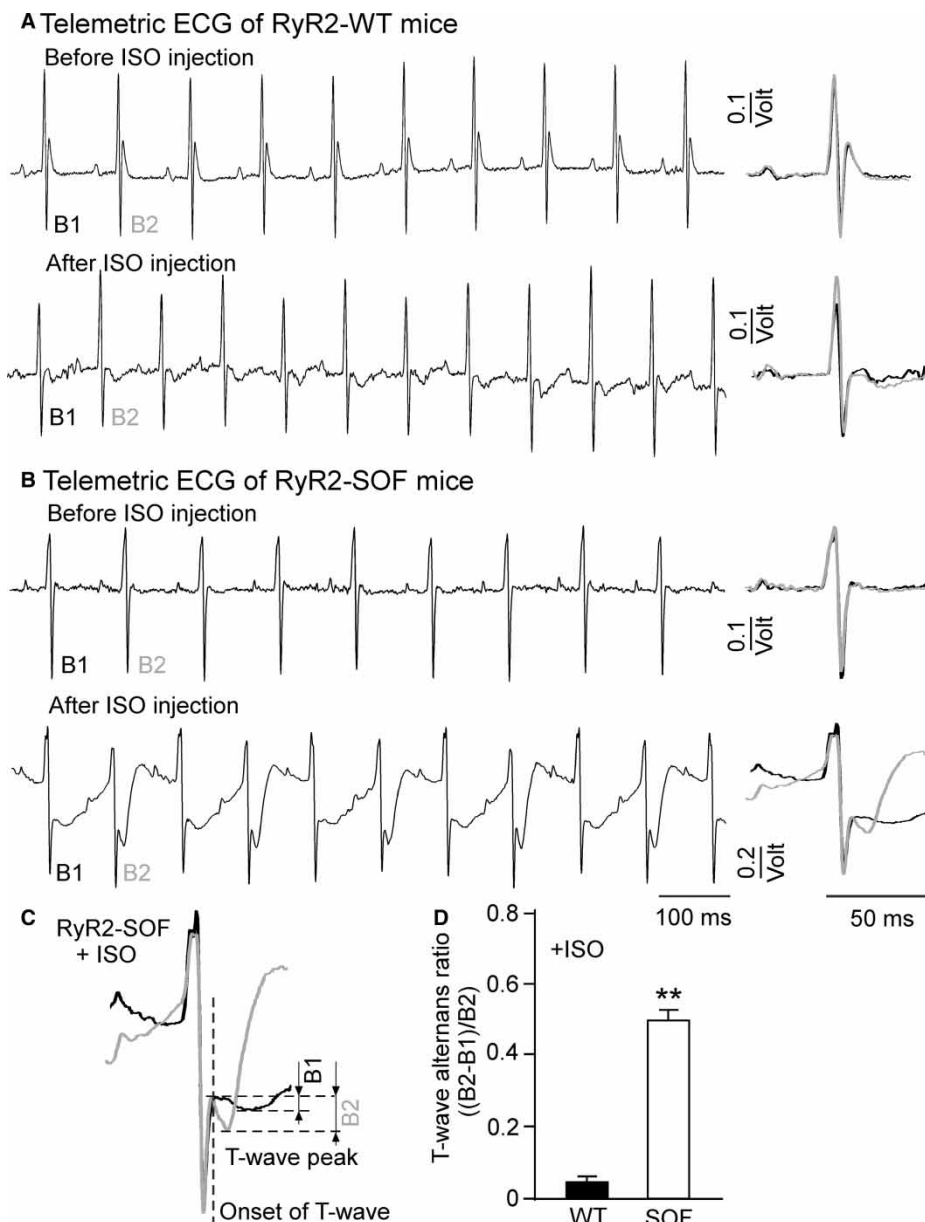 A Telemetric ECG of RyR2-WT mice
Before ISO injection
0.1
Volt
B1
B2
After ISO injection
0.1
Volt
B1
B2
B Telemetric ECG of RyR2-SOF mice
Before ISO injection
0.1
Volt
B1
B2
After ISO injection
0.2
Volt
B1
B2
100 ms
50 ms
C
RyR2-SOF
+ ISO
B1
B2
T-wave peak
Onset of T-wave
D
T-wave alternans ratio
((B2-B1)/B2)
0.8
0.6
0.4
0.2
0
+ISO
**
WT
SOF